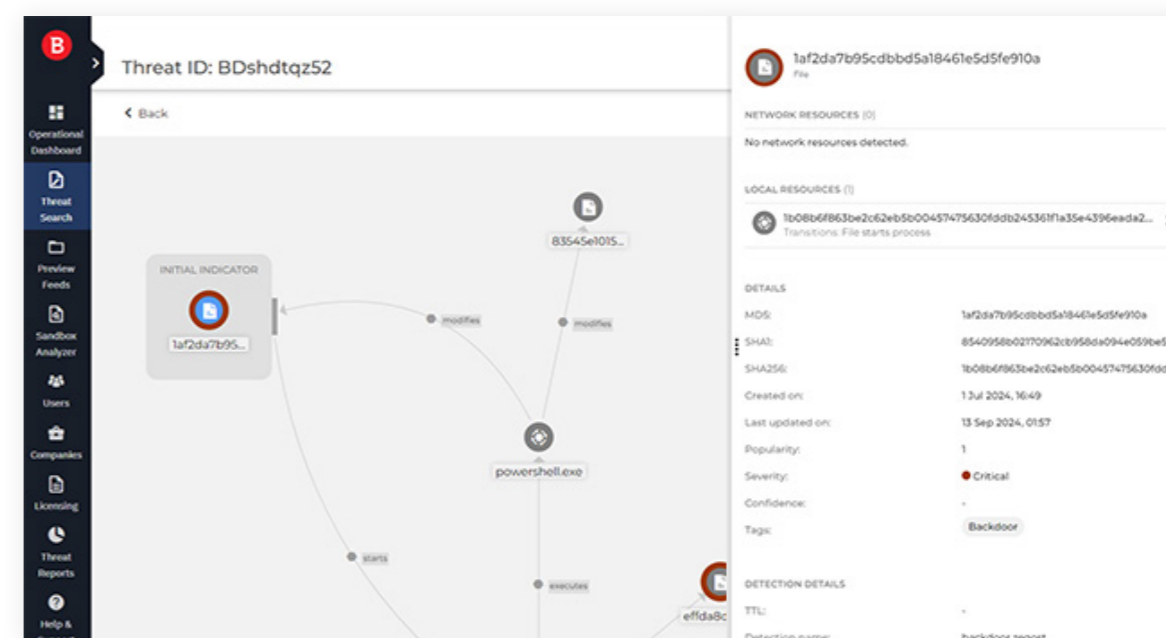 B
Threat ID: BDshdtqz52
Back
Operational
Dashboard
Threat
Search
Preview
Feeds
Sandbox
Analyzer
Users
Companies
Licensing
Threat
Reports
Help &
INITIAL INDICATOR
1af2da7b95...
83545e1015...
modifies
modifies
powershell.exe
starts
executes
effda8c
1af2da7b95cdbbd5a18461e5d5fe910a
File
NETWORK RESOURCES (0)
No network resources detected.
LOCAL RESOURCES (1)
1b08b6f863be2c62eb5b00457475630fddb245361f1a35e4396eada2...
Transitions: File starts process
DETAILS
MD5: 1af2da7b95cdbbd5a18461e5d5fe910a
SHA1: 8540958b02170962cb958da094e059be5
SHA256: 1b08b6f863be2c62eb5b00457475630fdd
Created on: 1 Jul 2024, 16:49
Last updated on: 13 Sep 2024, 01:57
Popularity: 1
Severity: Critical
Confidence: -
Tags: Backdoor
DETECTION DETAILS
TTL: -
Detection name: